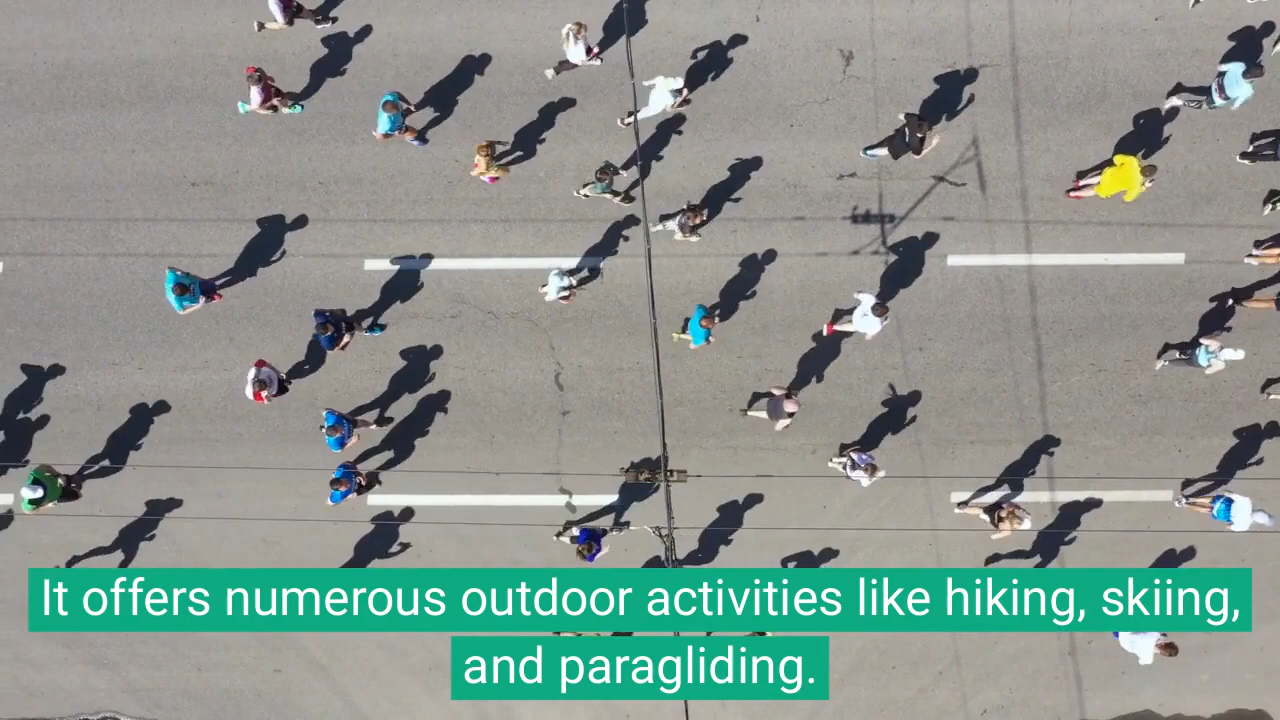 It offers numerous outdoor activities like hiking, skiing,
and paragliding.